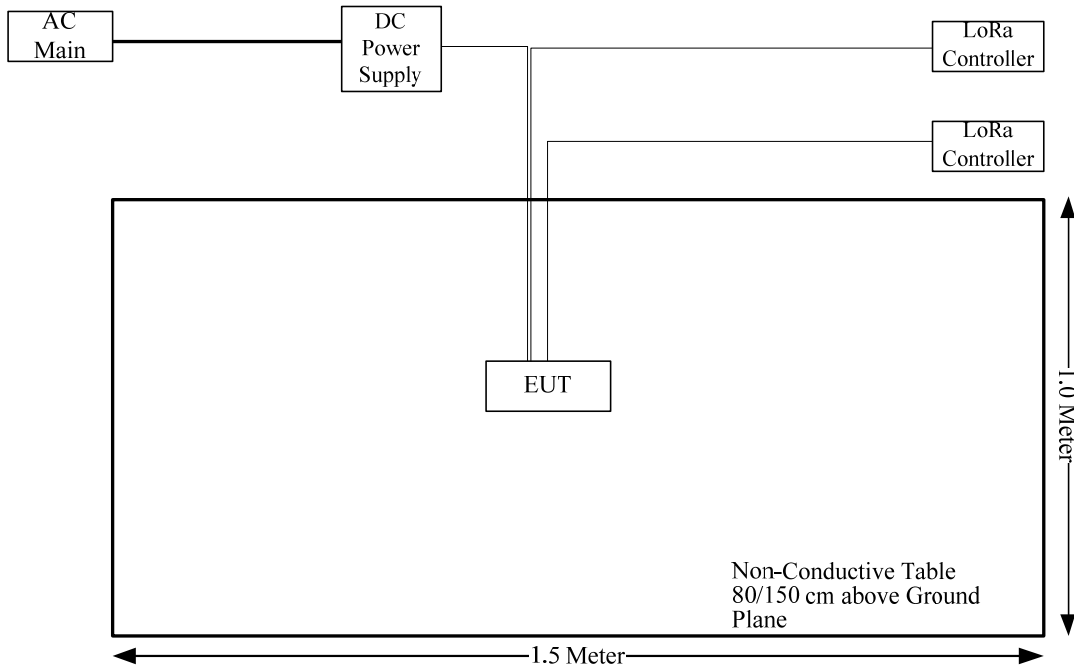 AC
Main
DC
Power
Supply
LoRa
Controller
LoRa
Controller
EUT
1.0 Meter
Non-Conductive Table
80/150 cm above Ground
Plane
1.5 Meter